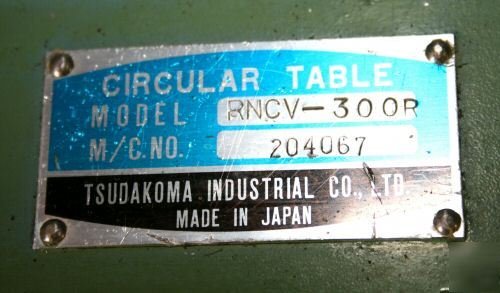 CIRCULAR TABLE
MODEL RNCV-300R
M/C.NO. 204067
TSUDAKOMA INDUSTRIAL CO., LTD.
MADE IN JAPAN